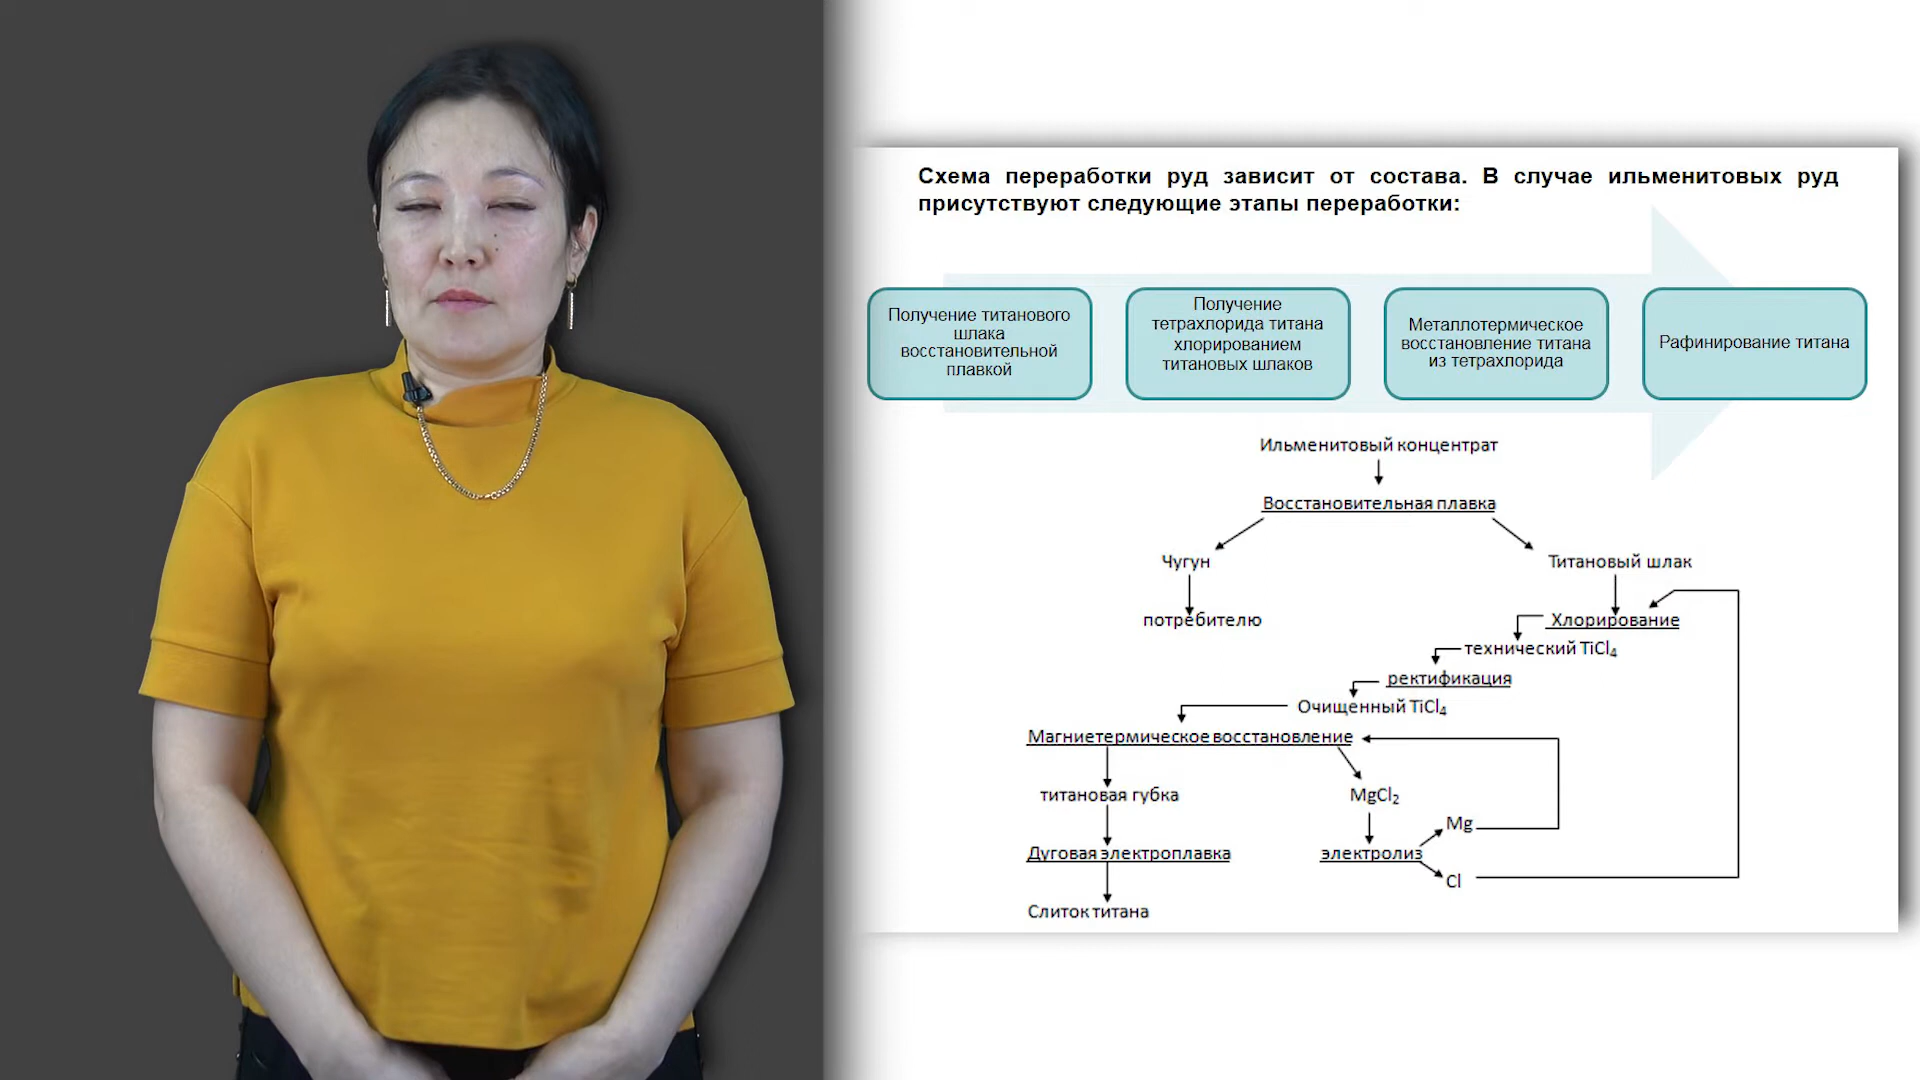 Схема переработки руд зависит от состава. В случае ильменитовых руд
присутствуют следующие этапы переработки:
Получение титанового
шлака
восстановительной
плавкой
Получение
тетрахлорида титана
хлорированием
титановых шлаков
Металлотермическое
восстановление титана
из тетрахлорида
Рафинирование титана
Ильменитовый концентрат
Восстановительная плавка
Чугун
Титановый шлак
потребителю
Хлорирование
технический TiCl₄
ректификация
Очищенный TiCl₄
Магниетермическое восстановление
титановая губка
MgCl₂
Mg
Дуговая электроплавка
электролиз
Cl
Слиток титана